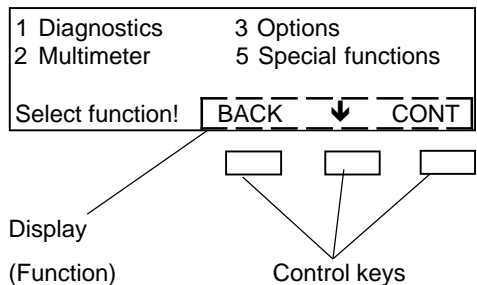 1 Diagnostics 3 Options
2 Multimeter 5 Special functions
Select function! BACK ↓ CONT
Display
(Function) Control keys